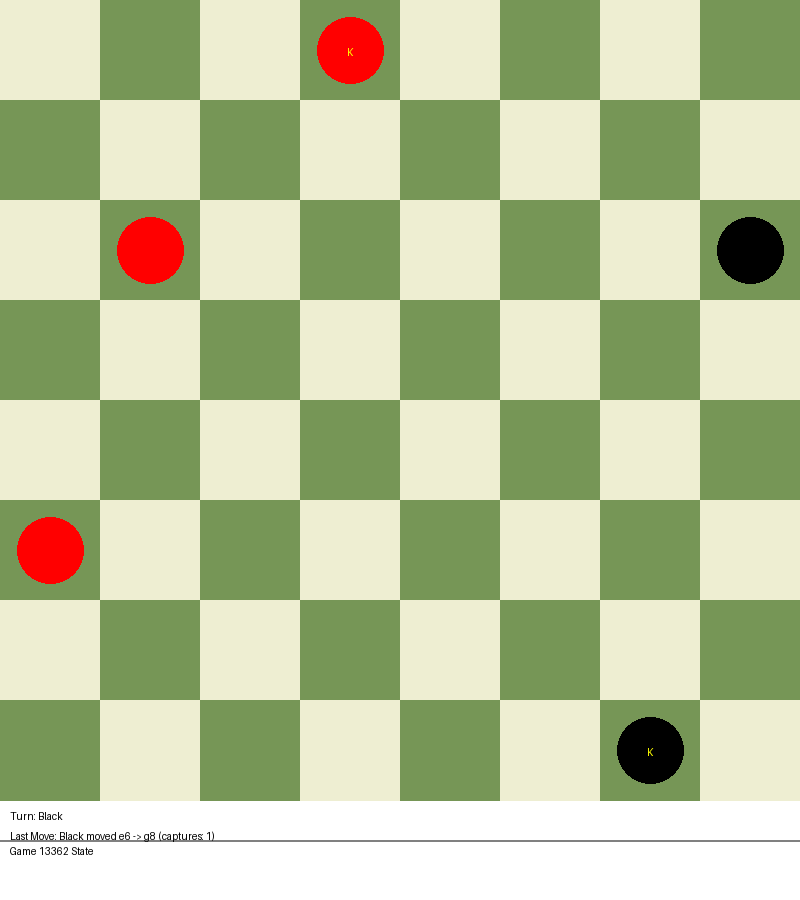 K
K
Turn: Black
Last Move: Black moved e6 -> g8 (captures: 1)
Game 13362 State